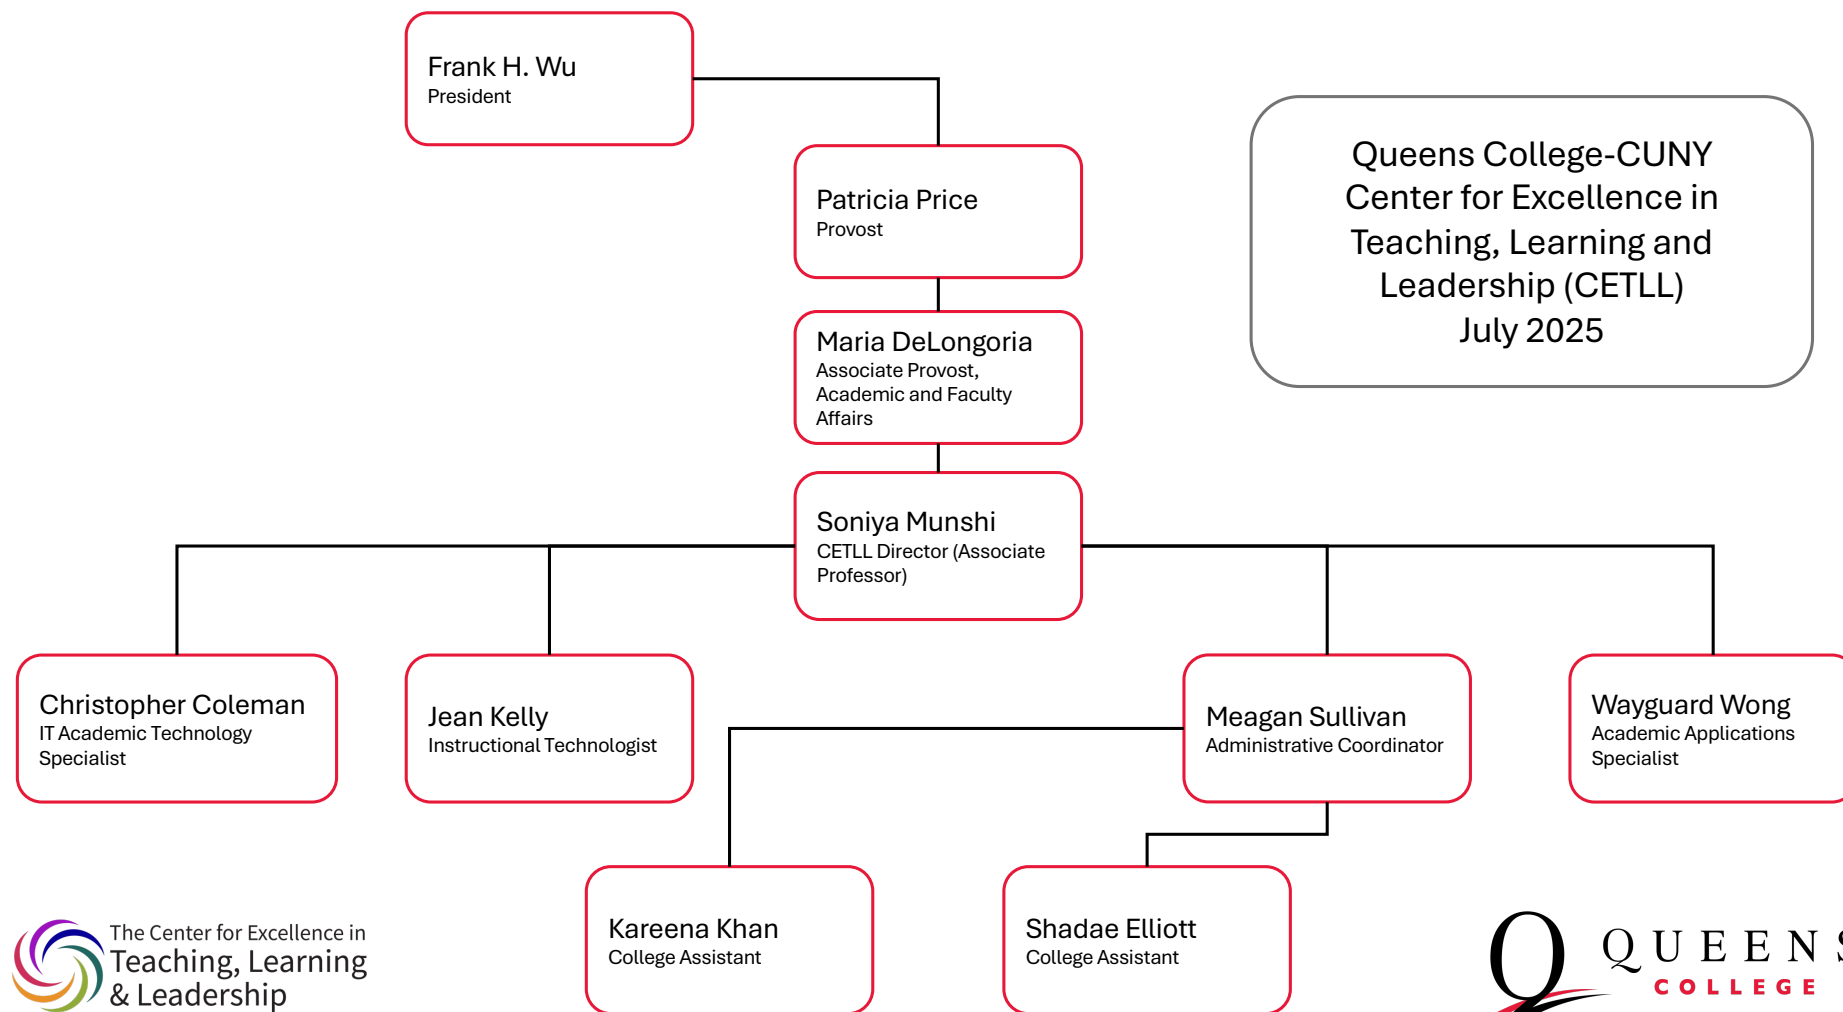 Frank H. Wu
President
Patricia Price
Provost
Queens College-CUNY
Center for Excellence in
Teaching, Learning and
Leadership (CETLL)
July 2025
Maria DeLongoria
Associate Provost,
Academic and Faculty
Affairs
Soniya Munshi
CETLL Director (Associate
Professor)
Christopher Coleman
IT Academic Technology
Specialist
Jean Kelly
Instructional Technologist
Meagan Sullivan
Administrative Coordinator
Wayguard Wong
Academic Applications
Specialist
Kareena Khan
College Assistant
Shadae Elliott
College Assistant
The Center for Excellence in
Teaching, Learning
& Leadership
Q
QUEENS
COLLEGE